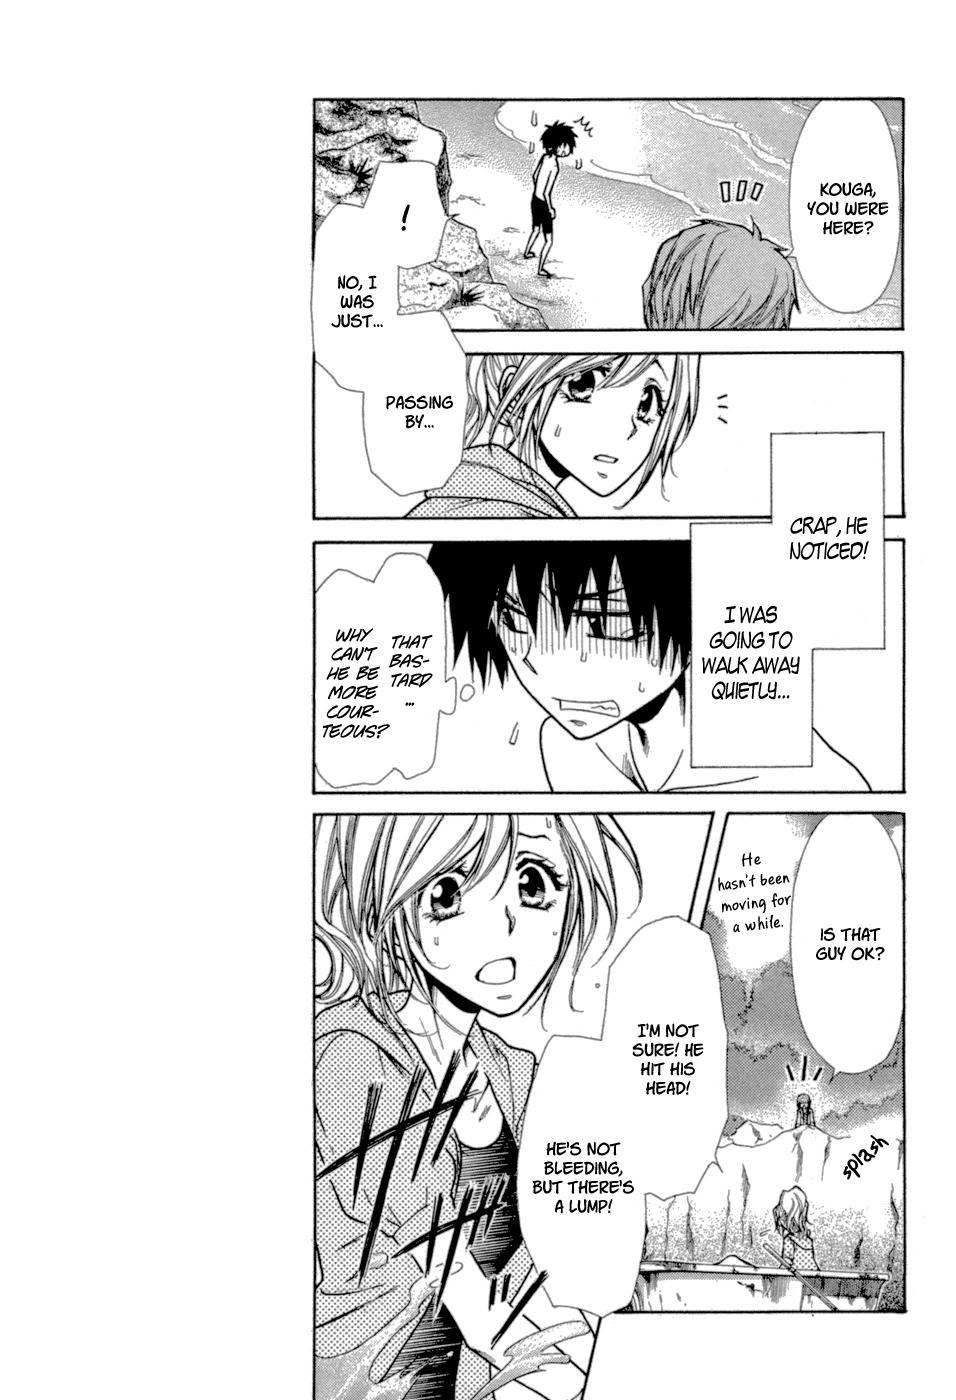 KOUGA,
YOU WERE
HERE?
!
NO, I
WAS
JUST...
PASSING
BY...
CRAP, HE
NOTICED!
I WAS
GOING TO
WALK AWAY
QUIETLY...
THAT
BAS-
TARD
...
WHY
CAN'T
HE BE
MORE
COUR-
TEOUS?
IS THAT
GUY OK?
He
hasn't been
moving for
a while.
splash
I'M NOT
SURE! HE
HIT HIS
HEAD!
HE'S NOT
BLEEDING,
BUT THERE'S
A LUMP!